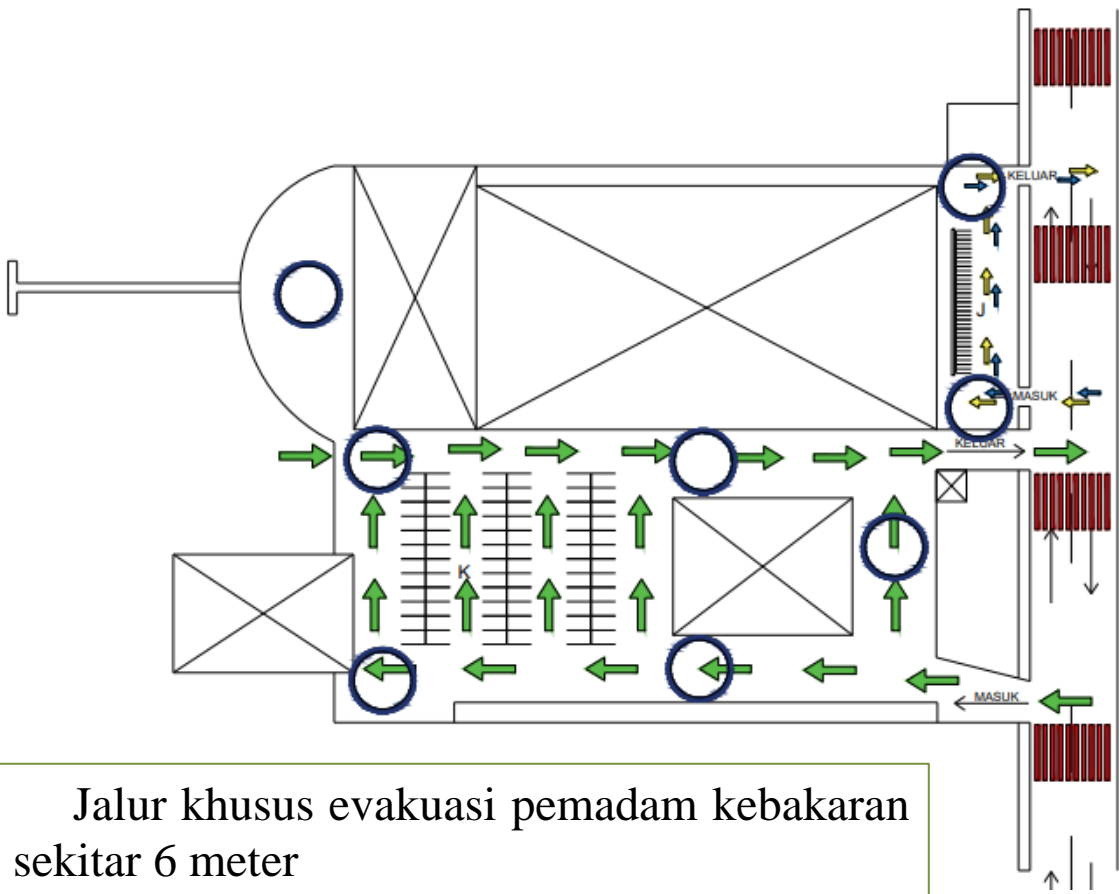 KELUAR
J
MASUK
KELUAR
K
MASUK
Jalur khusus evakuasi pemadam kebakaran
sekitar 6 meter